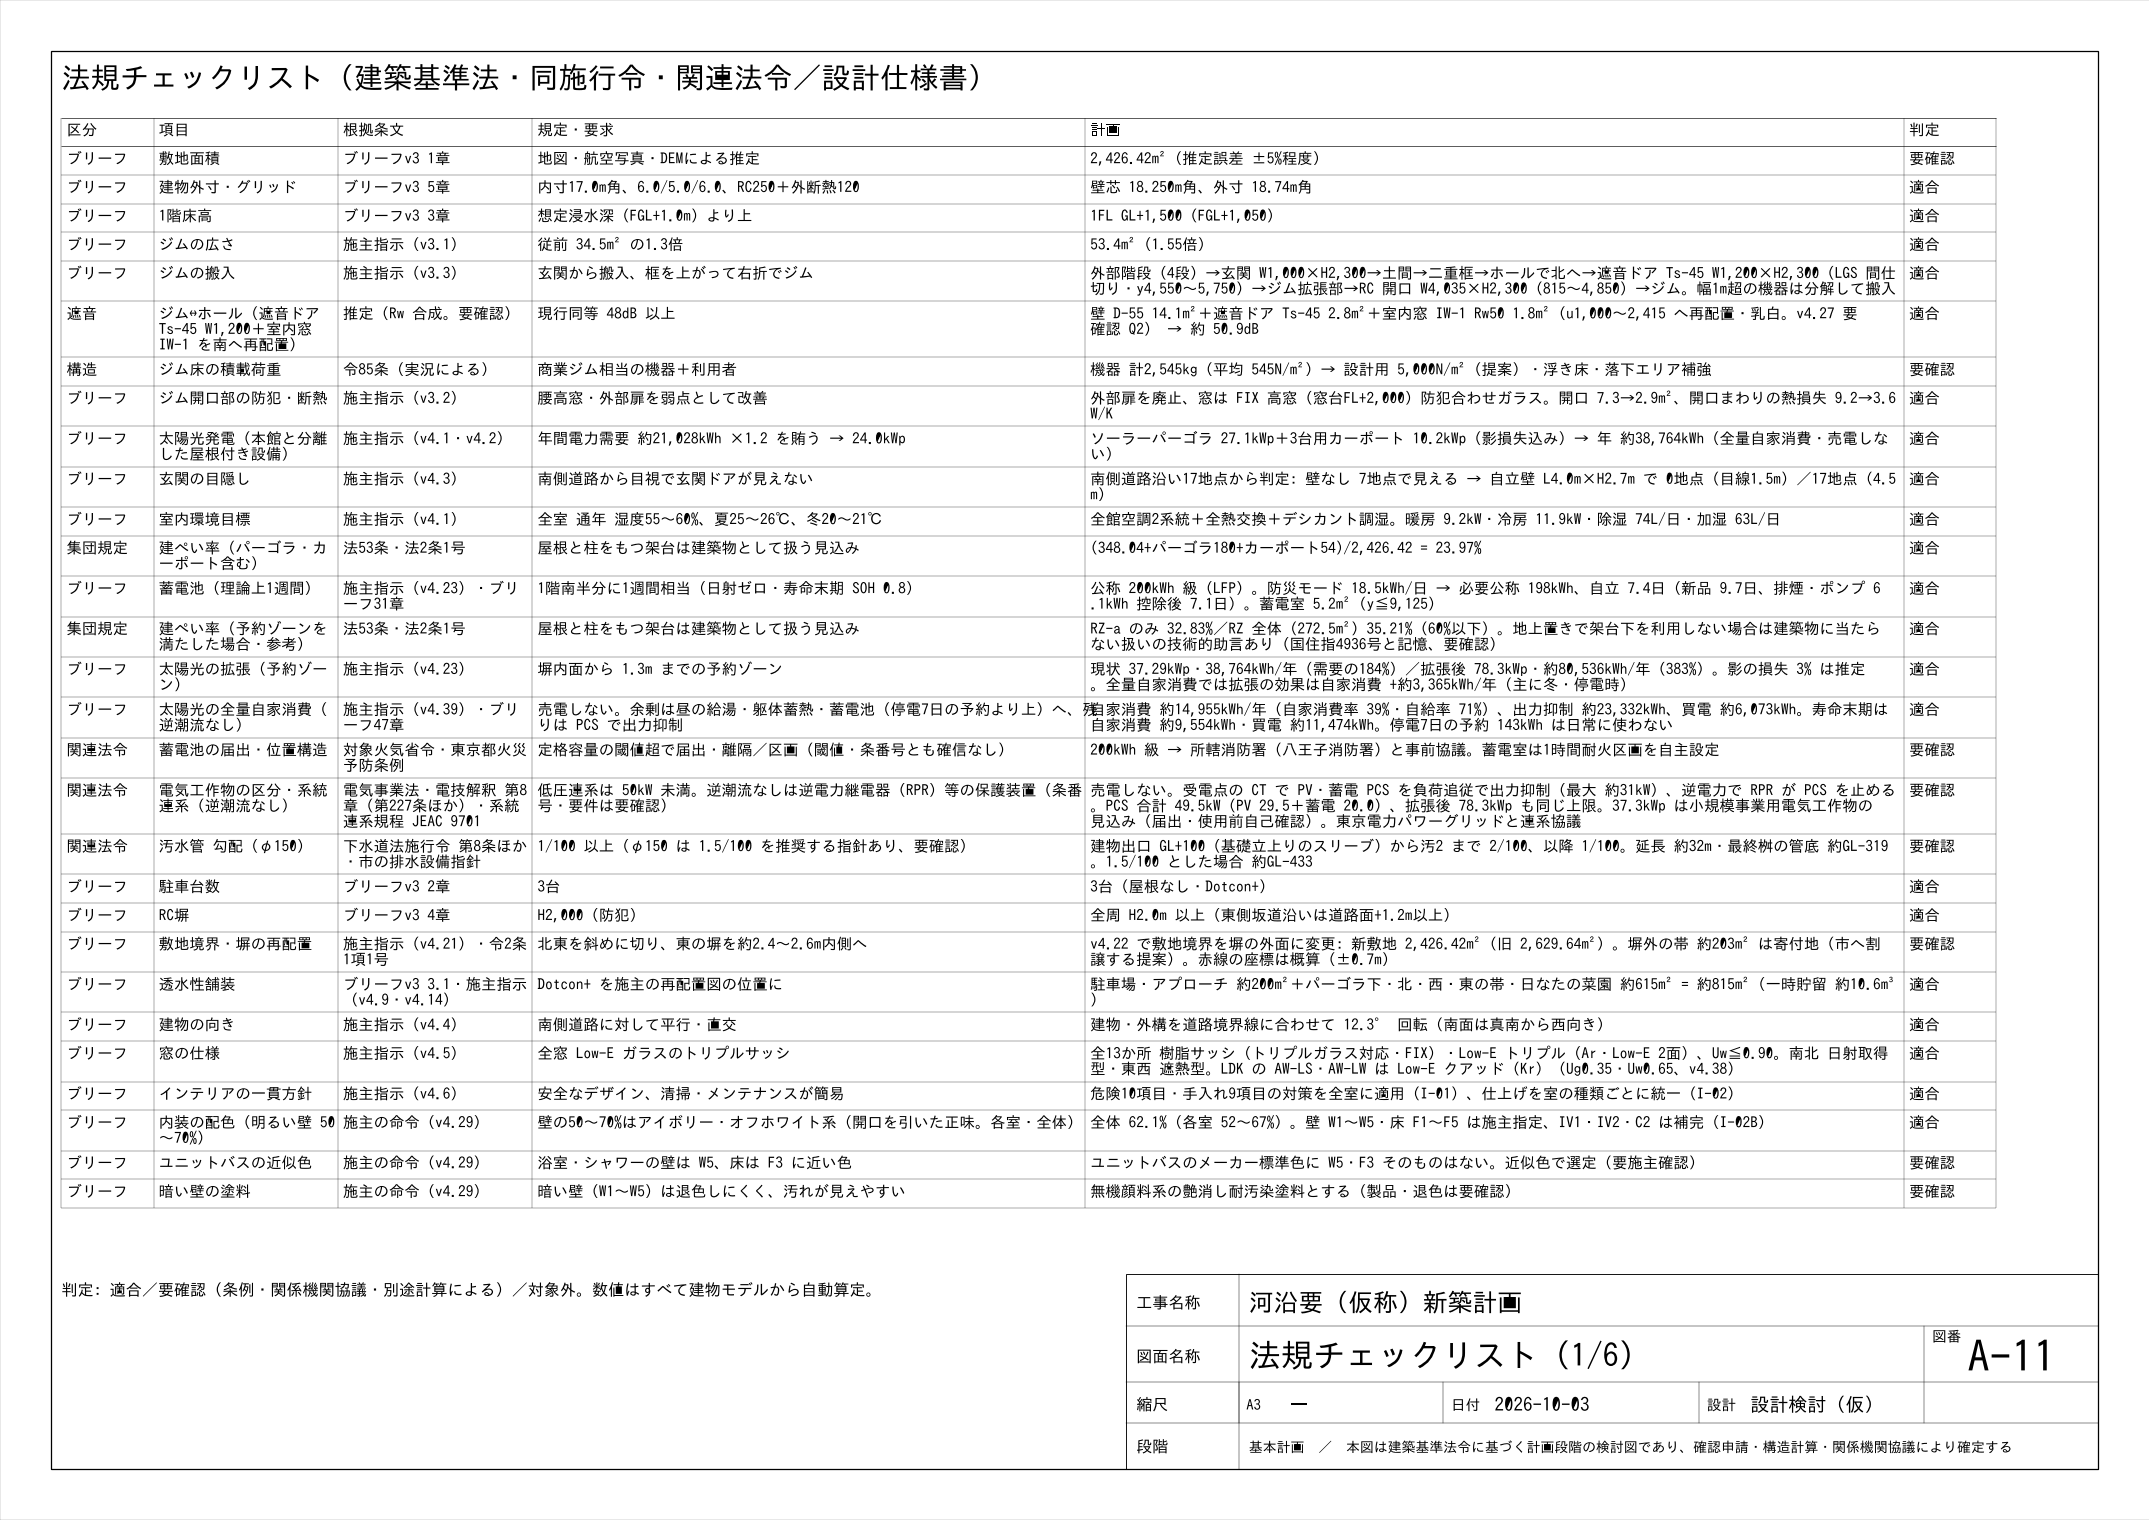 法規チェックリスト（建築基準法・同施行令・関連法令／設計仕様書）
区分 項目 根拠条文 規定・要求 計画 判定
ブリーフ 敷地面積 ブリーフv3 1章 地図・航空写真・DEMによる推定 2,426.42m²（推定誤差 ±5%程度） 要確認
ブリーフ 建物外寸・グリッド ブリーフv3 5章 内寸17.0m角、6.0/5.0/6.0、RC250＋外断熱120 壁芯 18.250m角、外寸 18.74m角 適合
ブリーフ 1階床高 ブリーフv3 3章 想定浸水深（FGL+1.0m）より上 1FL GL+1,500（FGL+1,050） 適合
ブリーフ ジムの広さ 施主指示（v3.1） 従前 34.5m² の1.3倍 53.4m²（1.55倍） 適合
ブリーフ ジムの搬入 施主指示（v3.3） 玄関から搬入、框を上がって右折でジム 外部階段（4段）→玄関 W1,000×H2,300→土間→二重框→ホールで北へ→遮音ドア Ts-45 W1,200×H2,300（LGS 間仕 適合
切り・y4,550～5,750）→ジム拡張部→RC 開口 W4,035×H2,300（815～4,850）→ジム。幅1m超の機器は分解して搬入
遮音 ジム⇔ホール（遮音ドア 推定（Rw 合成。要確認） 現行同等 48dB 以上 壁 D-55 14.1m²＋遮音ドア Ts-45 2.8m²＋室内窓 IW-1 Rw50 1.8m²（u1,000～2,415 へ再配置・乳白。v4.27 要 適合
Ts-45 W1,200＋室内窓 確認 Q2） → 約 50.9dB
IW-1 を南へ再配置）
構造 ジム床の積載荷重 令85条（実況による） 商業ジム相当の機器＋利用者 機器 計2,545kg（平均 545N/m²）→ 設計用 5,000N/m²（提案）・浮き床・落下エリア補強 要確認
ブリーフ ジム開口部の防犯・断熱 施主指示（v3.2） 腰高窓・外部扉を弱点として改善 外部扉を廃止、窓は FIX 高窓（窓台FL+2,000）防犯合わせガラス。開口 7.3→2.9m²、開口まわりの熱損失 9.2→3.6 適合
W/K
ブリーフ 太陽光発電（本館と分離 施主指示（v4.1・v4.2） 年間電力需要 約21,028kWh ×1.2 を賄う → 24.0kWp ソーラーパーゴラ 27.1kWp＋3台用カーポート 10.2kWp（影損失込み）→ 年 約38,764kWh（全量自家消費・売電しな 適合
した屋根付き設備） い）
ブリーフ 玄関の目隠し 施主指示（v4.3） 南側道路から目視で玄関ドアが見えない 南側道路沿い17地点から判定: 壁なし 7地点で見える → 自立壁 L4.0m×H2.7m で 0地点（目線1.5m）／17地点（4.5 適合
m）
ブリーフ 室内環境目標 施主指示（v4.1） 全室 通年 湿度55～60%、夏25～26℃、冬20～21℃ 全館空調2系統＋全熱交換＋デシカント調湿。暖房 9.2kW・冷房 11.9kW・除湿 74L/日・加湿 63L/日 適合
集団規定 建ぺい率（パーゴラ・カ 法53条・法2条1号 屋根と柱をもつ架台は建築物として扱う見込み (348.04+パーゴラ180+カーポート54)/2,426.42 = 23.97% 適合
ーポート含む）
ブリーフ 蓄電池（理論上1週間） 施主指示（v4.23）・ブリ 1階南半分に1週間相当（日射ゼロ・寿命末期 SOH 0.8） 公称 200kWh 級（LFP）。防災モード 18.5kWh/日 → 必要公称 198kWh、自立 7.4日（新品 9.7日、排煙・ポンプ 6 適合
ーフ31章 .1kWh 控除後 7.1日）。蓄電室 5.2m²（y≦9,125）
集団規定 建ぺい率（予約ゾーンを 法53条・法2条1号 屋根と柱をもつ架台は建築物として扱う見込み RZ-a のみ 32.83%／RZ 全体（272.5m²）35.21%（60%以下）。地上置きで架台下を利用しない場合は建築物に当たら 適合
満たした場合・参考） ない扱いの技術的助言あり（国住指4936号と記憶、要確認）
ブリーフ 太陽光の拡張（予約ゾー 施主指示（v4.23） 塀内面から 1.3m までの予約ゾーン 現状 37.29kWp・38,764kWh/年（需要の184%）／拡張後 78.3kWp・約80,536kWh/年（383%）。影の損失 3% は推定 適合
ン） 。全量自家消費では拡張の効果は自家消費 +約3,365kWh/年（主に冬・停電時）
ブリーフ 太陽光の全量自家消費（ 施主指示（v4.39）・ブリ 売電しない。余剰は昼の給湯・躯体蓄熱・蓄電池（停電7日の予約より上）へ、残 自家消費 約14,955kWh/年（自家消費率 39%・自給率 71%）、出力抑制 約23,332kWh、買電 約6,073kWh。寿命末期は 適合
逆潮流なし） ーフ47章 りは PCS で出力抑制 自家消費 約9,554kWh・買電 約11,474kWh。停電7日の予約 143kWh は日常に使わない
関連法令 蓄電池の届出・位置構造 対象火気省令・東京都火災 定格容量の閾値超で届出・離隔／区画（閾値・条番号とも確信なし） 200kWh 級 → 所轄消防署（八王子消防署）と事前協議。蓄電室は1時間耐火区画を自主設定 要確認
予防条例
関連法令 電気工作物の区分・系統 電気事業法・電技解釈 第8 低圧連系は 50kW 未満。逆潮流なしは逆電力継電器（RPR）等の保護装置（条番 売電しない。受電点の CT で PV・蓄電 PCS を負荷追従で出力抑制（最大 約31kW）、逆電力で RPR が PCS を止める 要確認
連系（逆潮流なし） 章（第227条ほか）・系統 号・要件は要確認） 。PCS 合計 49.5kW（PV 29.5＋蓄電 20.0）、拡張後 78.3kWp も同じ上限。37.3kWp は小規模事業用電気工作物の
連系規程 JEAC 9701 見込み（届出・使用前自己確認）。東京電力パワーグリッドと連系協議
関連法令 汚水管 勾配（φ150） 下水道法施行令 第8条ほか 1/100 以上（φ150 は 1.5/100 を推奨する指針あり、要確認） 建物出口 GL+100（基礎立上りのスリーブ）から汚2 まで 2/100、以降 1/100。延長 約32m・最終桝の管底 約GL-319 要確認
・市の排水設備指針 。1.5/100 とした場合 約GL-433
ブリーフ 駐車台数 ブリーフv3 2章 3台 3台（屋根なし・Dotcon+） 適合
ブリーフ RC塀 ブリーフv3 4章 H2,000（防犯） 全周 H2.0m 以上（東側坂道沿いは道路面+1.2m以上） 適合
ブリーフ 敷地境界・塀の再配置 施主指示（v4.21）・令2条 北東を斜めに切り、東の塀を約2.4～2.6m内側へ v4.22 で敷地境界を塀の外面に変更: 新敷地 2,426.42m²（旧 2,629.64m²）。塀外の帯 約203m² は寄付地（市へ割 要確認
1項1号 譲する提案）。赤線の座標は概算（±0.7m）
ブリーフ 透水性舗装 ブリーフv3 3.1・施主指示 Dotcon+ を施主の再配置図の位置に 駐車場・アプローチ 約200m²＋パーゴラ下・北・西・東の帯・日なたの菜園 約615m² = 約815m²（一時貯留 約10.6m³ 適合
（v4.9・v4.14） ）
ブリーフ 建物の向き 施主指示（v4.4） 南側道路に対して平行・直交 建物・外構を道路境界線に合わせて 12.3° 回転（南面は真南から西向き） 適合
ブリーフ 窓の仕様 施主指示（v4.5） 全窓 Low-E ガラスのトリプルサッシ 全13か所 樹脂サッシ（トリプルガラス対応・FIX）・Low-E トリプル（Ar・Low-E 2面）、Uw≦0.90。南北 日射取得 適合
型・東西 遮熱型。LDK の AW-LS・AW-LW は Low-E クアッド（Kr）（Ug0.35・Uw0.65、v4.38）
ブリーフ インテリアの一貫方針 施主指示（v4.6） 安全なデザイン、清掃・メンテナンスが簡易 危険10項目・手入れ9項目の対策を全室に適用（I-01）、仕上げを室の種類ごとに統一（I-02） 適合
ブリーフ 内装の配色（明るい壁 50 施主の命令（v4.29） 壁の50～70%はアイボリー・オフホワイト系（開口を引いた正味。各室・全体） 全体 62.1%（各室 52～67%）。壁 W1～W5・床 F1～F5 は施主指定、IV1・IV2・C2 は補完（I-02B） 適合
～70%）
ブリーフ ユニットバスの近似色 施主の命令（v4.29） 浴室・シャワーの壁は W5、床は F3 に近い色 ユニットバスのメーカー標準色に W5・F3 そのものはない。近似色で選定（要施主確認） 要確認
ブリーフ 暗い壁の塗料 施主の命令（v4.29） 暗い壁（W1～W5）は退色しにくく、汚れが見えやすい 無機顔料系の艶消し耐汚染塗料とする（製品・退色は要確認） 要確認
判定: 適合／要確認（条例・関係機関協議・別途計算による）／対象外。数値はすべて建物モデルから自動算定。
工事名称 河沿要（仮称）新築計画
図面名称 法規チェックリスト（1/6） 図番 A-11
縮尺 A3 ー 日付 2026-10-03 設計 設計検討（仮）
段階 基本計画 ／ 本図は建築基準法令に基づく計画段階の検討図であり、確認申請・構造計算・関係機関協議により確定する